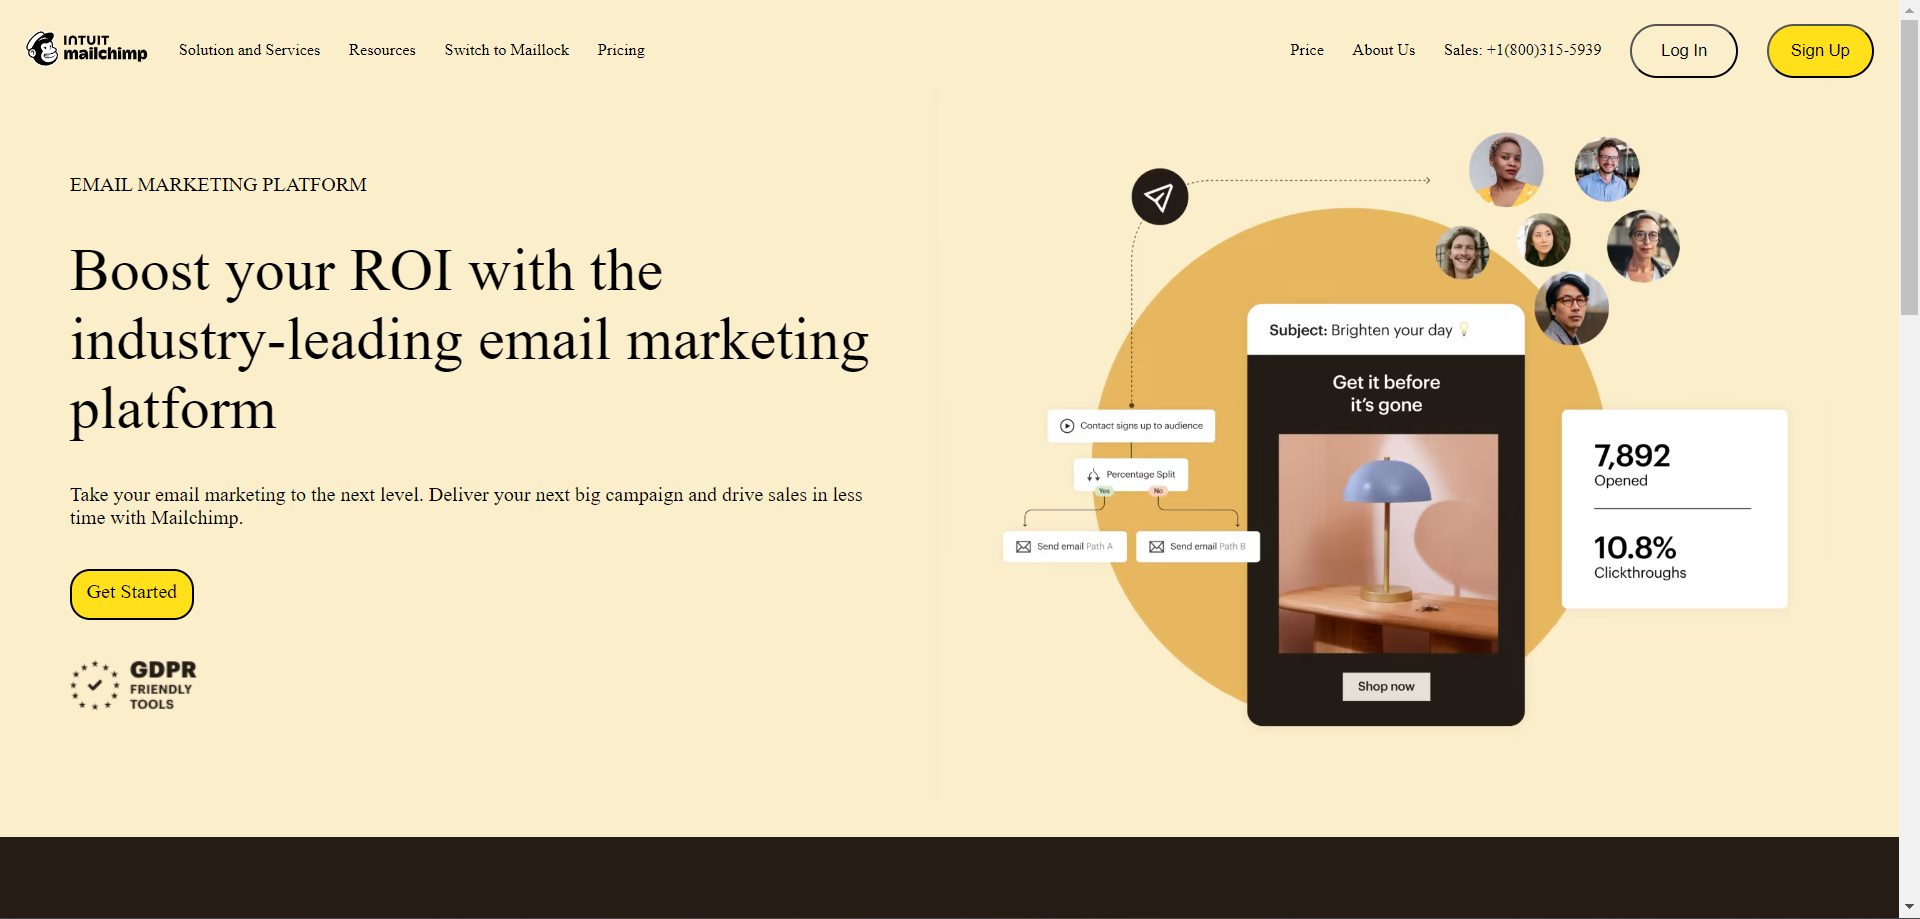 INTUIT
mailchimp
Solution and Services
Resources
Switch to Maillock
Pricing
Price
About Us
Sales: +1(800)315-5939
Log In
Sign Up
EMAIL MARKETING PLATFORM
Boost your ROI with the
industry-leading email marketing
platform
Take your email marketing to the next level. Deliver your next big campaign and drive sales in less
time with Mailchimp.
Get Started
GDPR
FRIENDLY
TOOLS
Contact signs up to audience
Percentage Split
Yes
No
Send email Path A
Send email Path B
Subject: Brighten your day
Get it before
it’s gone
Shop now
7,892
Opened
10.8%
Clickthroughs